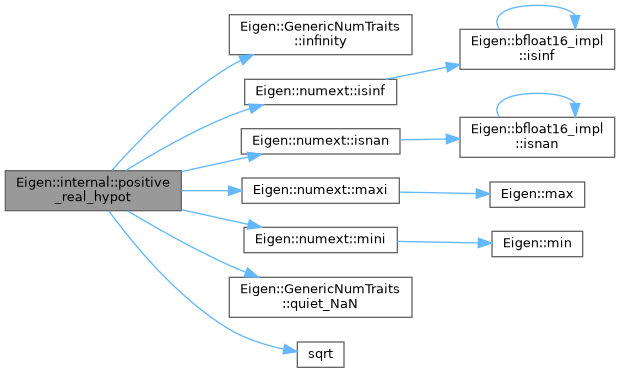 Eigen::internal::positive
_real_hypot
Eigen::GenericNumTraits
::infinity
Eigen::numext::isinf
Eigen::bfloat16_impl
::isinf
Eigen::numext::isnan
Eigen::bfloat16_impl
::isnan
Eigen::numext::maxi
Eigen::max
Eigen::numext::mini
Eigen::min
Eigen::GenericNumTraits
::quiet_NaN
sqrt